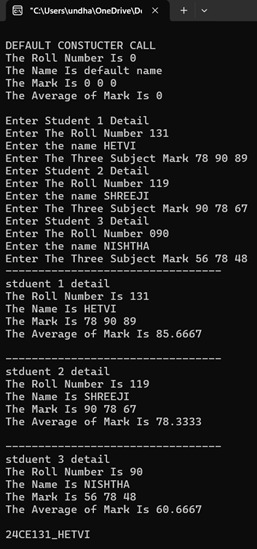 "C:\Users\undha\OneDrive\De
DEFAULT CONSTUCTER CALL
The Roll Number Is 0
The Name Is default name
The Mark Is 0 0 0
The Average of Mark Is 0
Enter Student 1 Detail
Enter The Roll Number 131
Enter the name HETVI
Enter The Three Subject Mark 78 90 89
Enter Student 2 Detail
Enter The Roll Number 119
Enter the name SHREEJI
Enter The Three Subject Mark 90 78 67
Enter Student 3 Detail
Enter The Roll Number 090
Enter the name NISHTHA
Enter The Three Subject Mark 56 78 48
---------------------------------
stduent 1 detail
The Roll Number Is 131
The Name Is HETVI
The Mark Is 78 90 89
The Average of Mark Is 85.6667
---------------------------------
stduent 2 detail
The Roll Number Is 119
The Name Is SHREEJI
The Mark Is 90 78 67
The Average of Mark Is 78.3333
---------------------------------
stduent 3 detail
The Roll Number Is 90
The Name Is NISHTHA
The Mark Is 56 78 48
The Average of Mark Is 60.6667
24CE131_HETVI